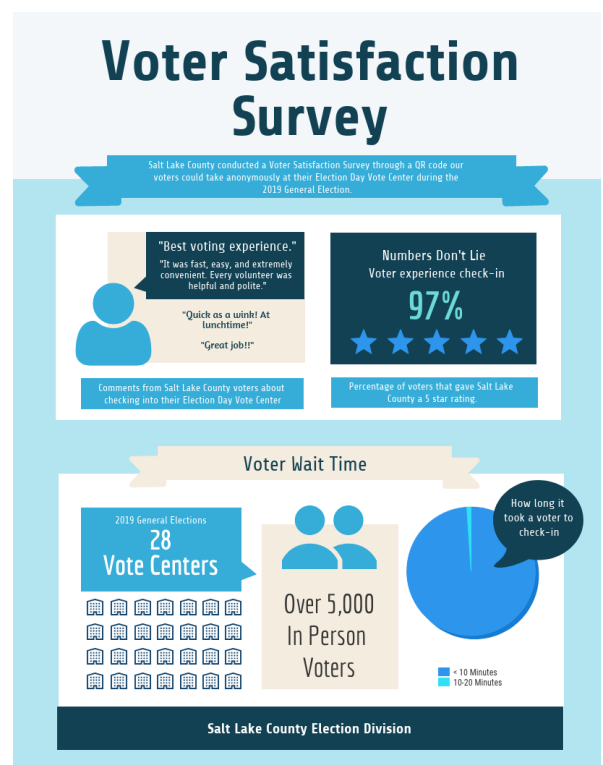 Voter Satisfaction
Survey
Salt Lake County conducted a Voter Satisfaction Survey through a QR code our
voters could take anonymously at their Election Day Vote Center during the
2019 General Election.
"Best voting experience."
"It was fast, easy, and extremely
convenient. Every volunteer was
helpful and polite."
"Quick as a wink! At
lunchtime!"
"Great job!!"
Comments from Salt Lake County voters about
checking into their Election Day Vote Center
Numbers Don't Lie
Voter experience check-in
97%
Percentage of voters that gave Salt Lake
County a 5 star rating.
Voter Wait Time
2019 General Elections
28
Vote Centers
Over 5,000
In Person
Voters
How long it
took a voter to
check-in
< 10 Minutes
10-20 Minutes
Salt Lake County Election Division